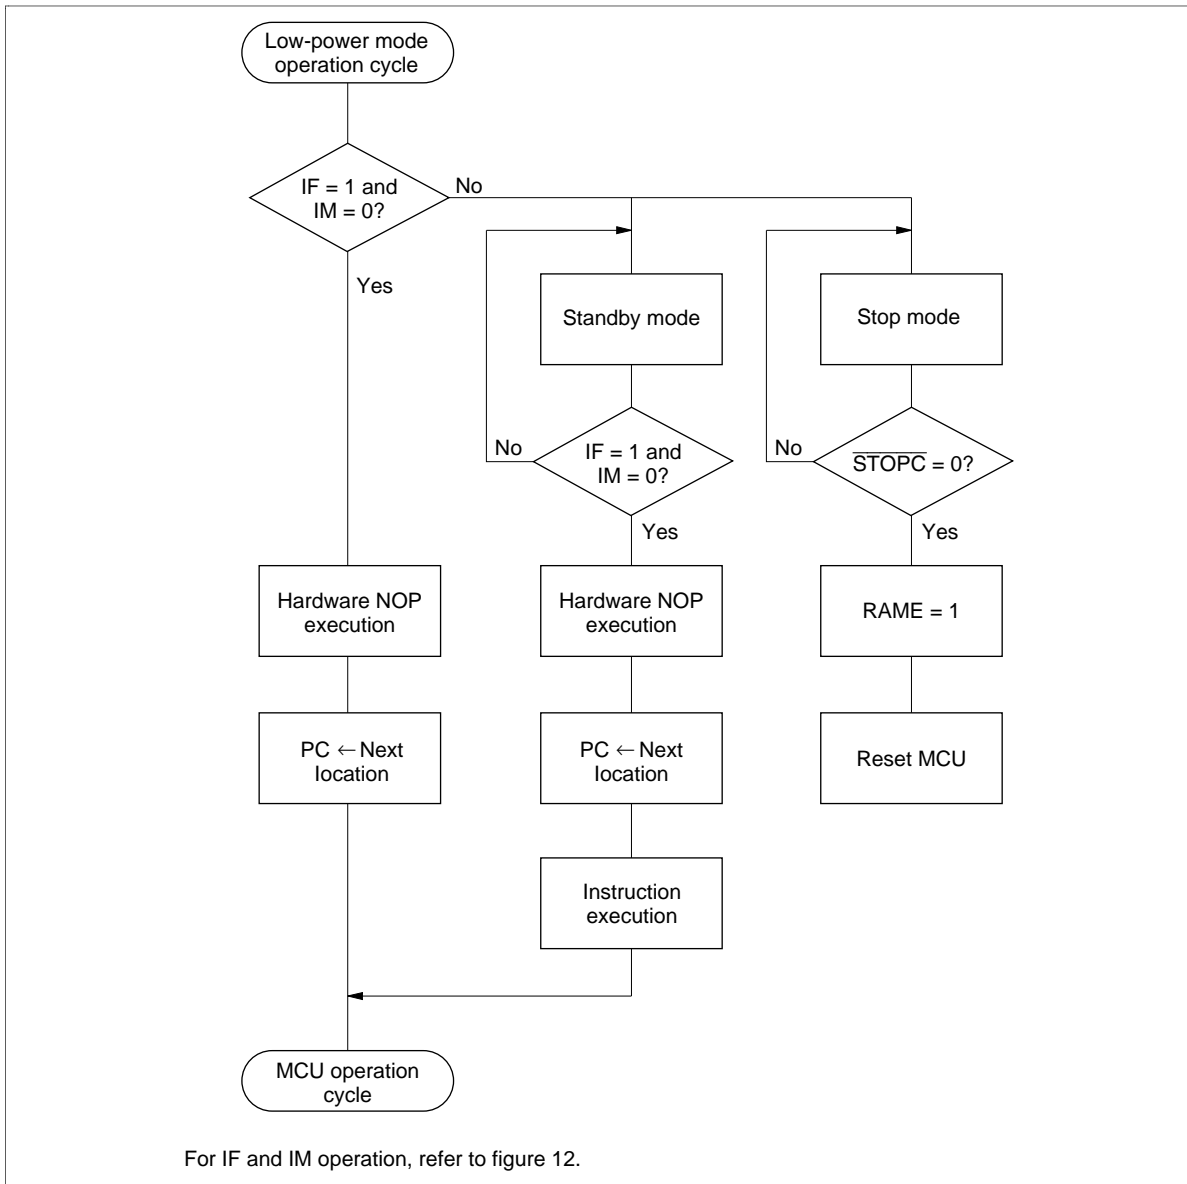 Low-power mode
operation cycle
IF = 1 and
IM = 0?
No
Yes
Standby mode
Stop mode
No
IF = 1 and
IM = 0?
Yes
No
S̅T̅O̅P̅C̅ = 0?
Yes
Hardware NOP
execution
Hardware NOP
execution
RAME = 1
PC ← Next
location
PC ← Next
location
Reset MCU
Instruction
execution
MCU operation
cycle
For IF and IM operation, refer to figure 12.